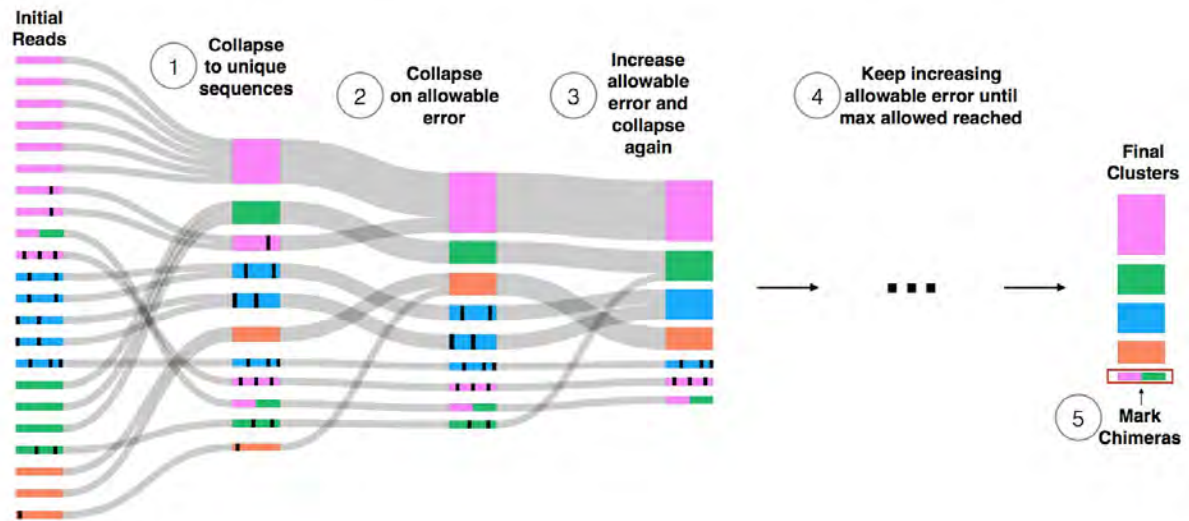 Initial
Reads
1
Collapse
to unique
sequences
2
Collapse
on allowable
error
3
Increase
allowable
error and
collapse
again
4
Keep increasing
allowable error until
max allowed reached
Final
Clusters
5
Mark
Chimeras